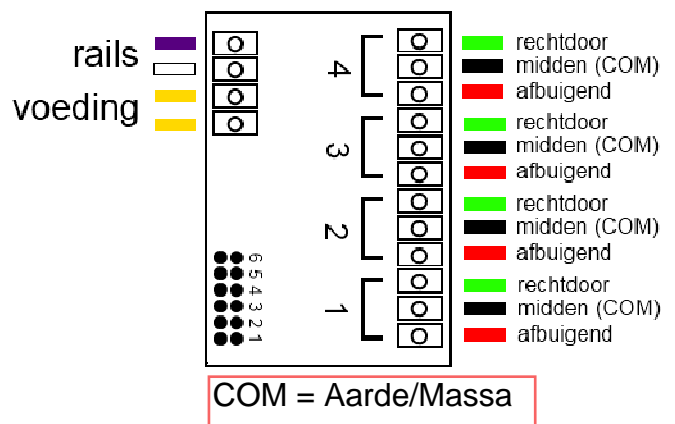 rails
voeding
4
3
2
1
6
5
4
3
2
1
rechtdoor
midden (COM)
afbuigend
rechtdoor
midden (COM)
afbuigend
rechtdoor
midden (COM)
afbuigend
rechtdoor
midden (COM)
afbuigend
COM = Aarde/Massa